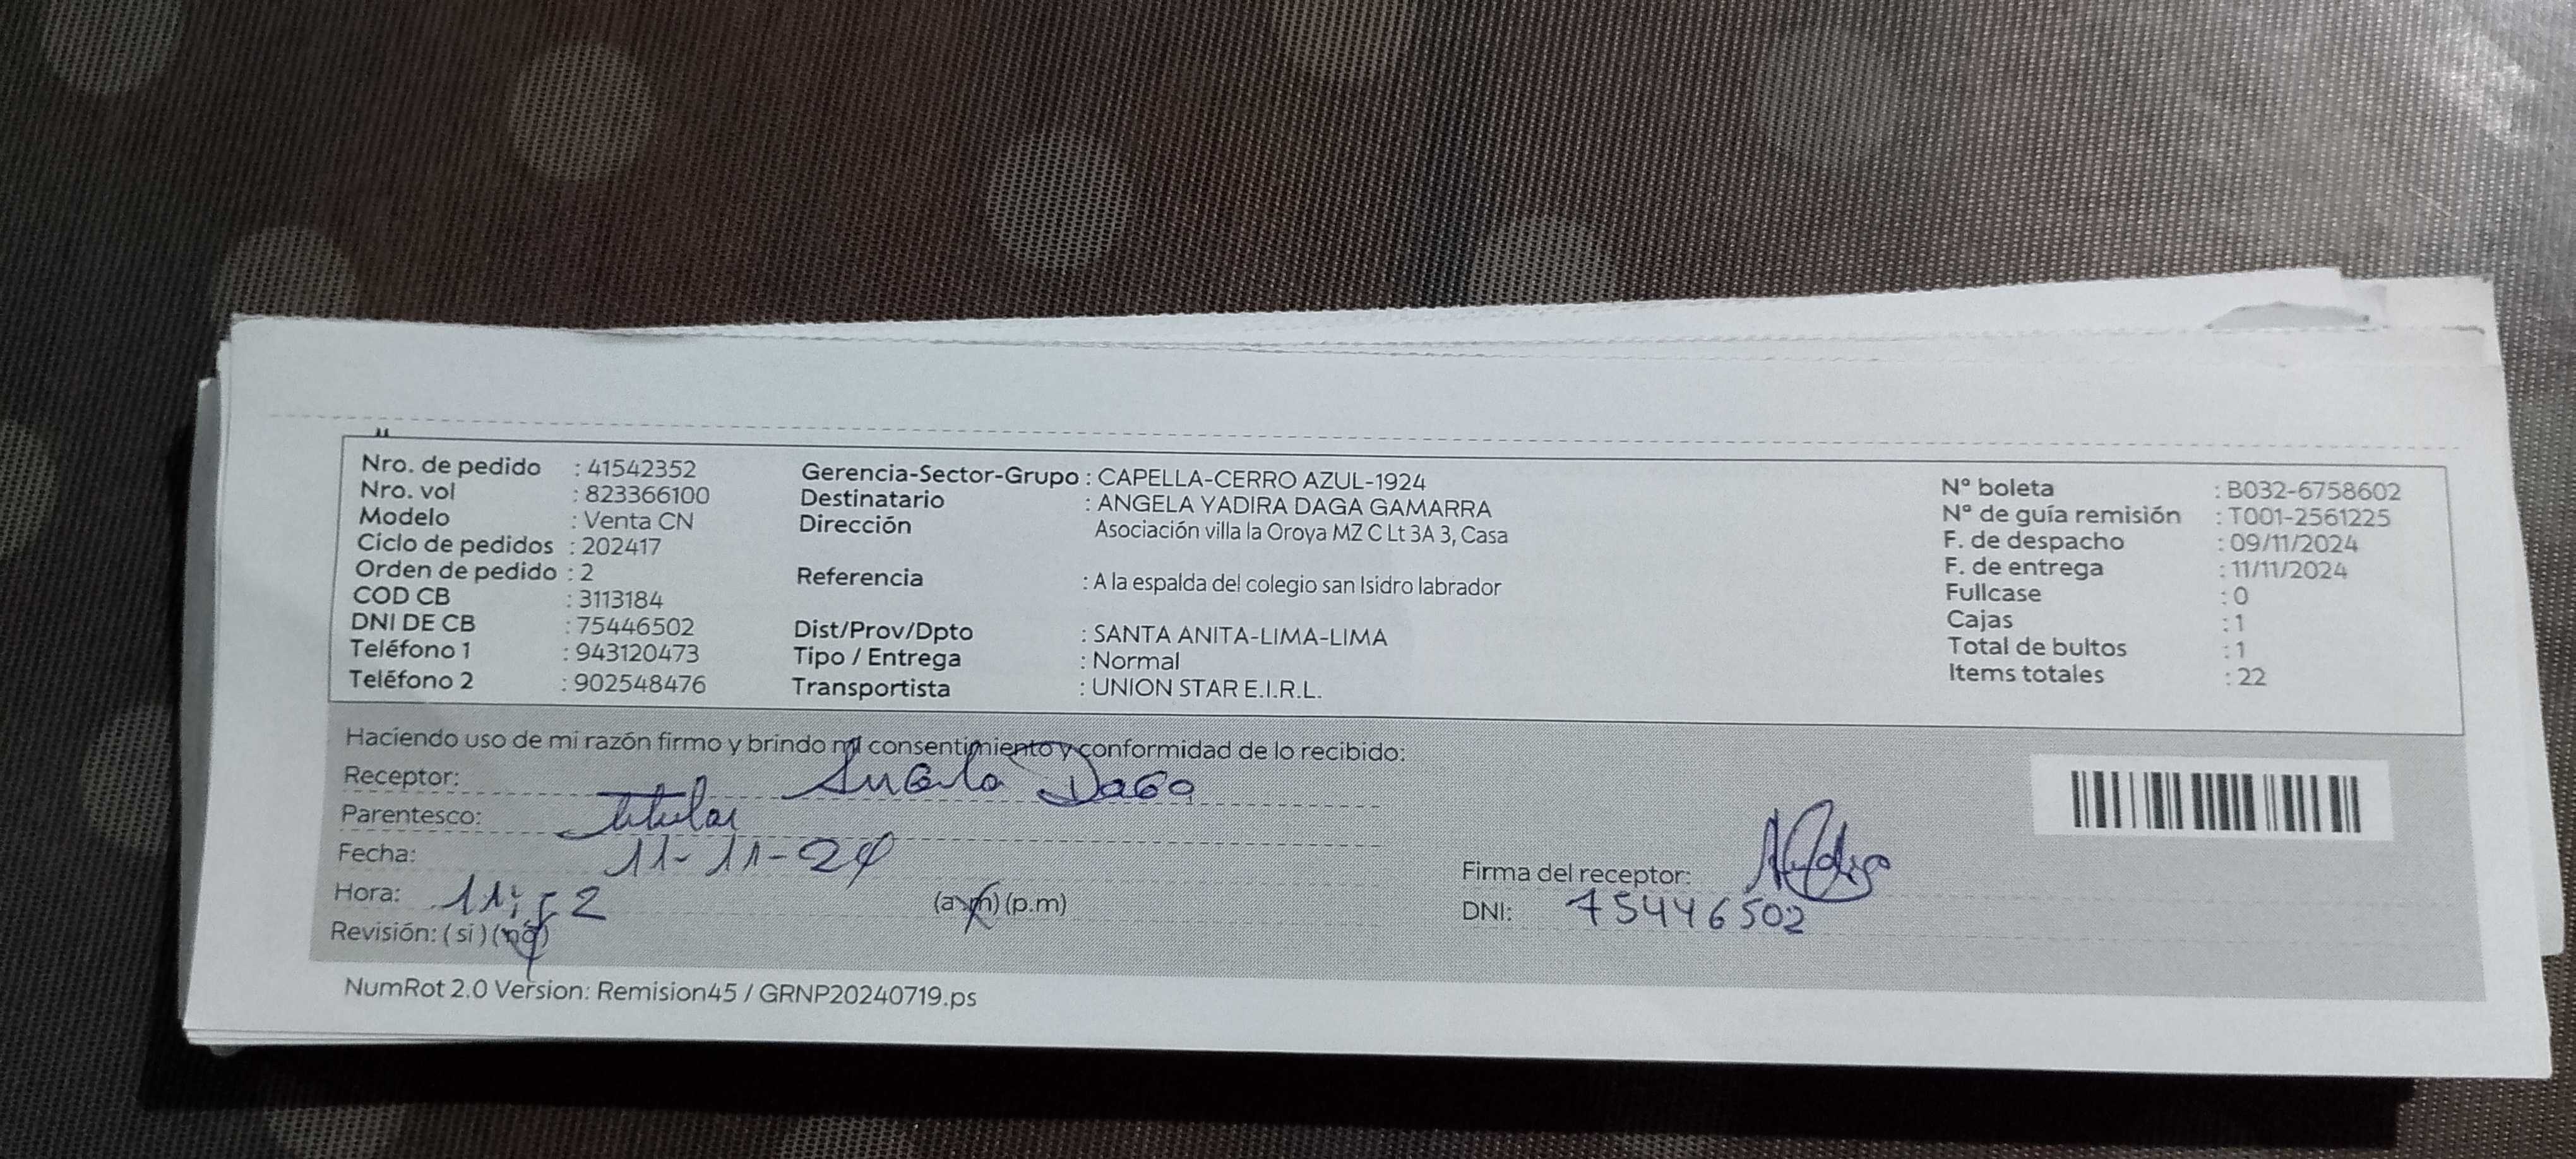 Nro. de pedido : 41542352
Nro. vol : 823366100
Modelo : Venta CN
Ciclo de pedidos : 202417
Orden de pedido : 2
COD CB : 3113184
DNI DE CB : 75446502
Teléfono 1 : 943120473
Teléfono 2 : 902548476
Gerencia-Sector-Grupo : CAPELLA-CERRO AZUL-1924
Destinatario : ANGELA YADIRA DAGA GAMARRA
Dirección Asociación villa la Oroya MZ C Lt 3A 3, Casa
Referencia : A la espalda del colegio san Isidro labrador
Dist/Prov/Dpto : SANTA ANITA-LIMA-LIMA
Tipo / Entrega : Normal
Transportista : UNION STAR E.I.R.L.
N° boleta : B032-6758602
N° de guía remisión : T001-2561225
F. de despacho : 09/11/2024
F. de entrega : 11/11/2024
Fullcase : 0
Cajas : 1
Total de bultos : 1
Items totales : 22
Haciendo uso de mi razón firmo y brindo mi consentimiento y conformidad de lo recibido:
Receptor: Angela Daga
Parentesco: Titular
Fecha: 11-11-24
Hora: 11:52 (a.m) (p.m)
Revisión: ( si ) (no)
Firma del receptor:
DNI: 75446502
NumRot 2.0 Version: Remision45 / GRNP20240719.ps